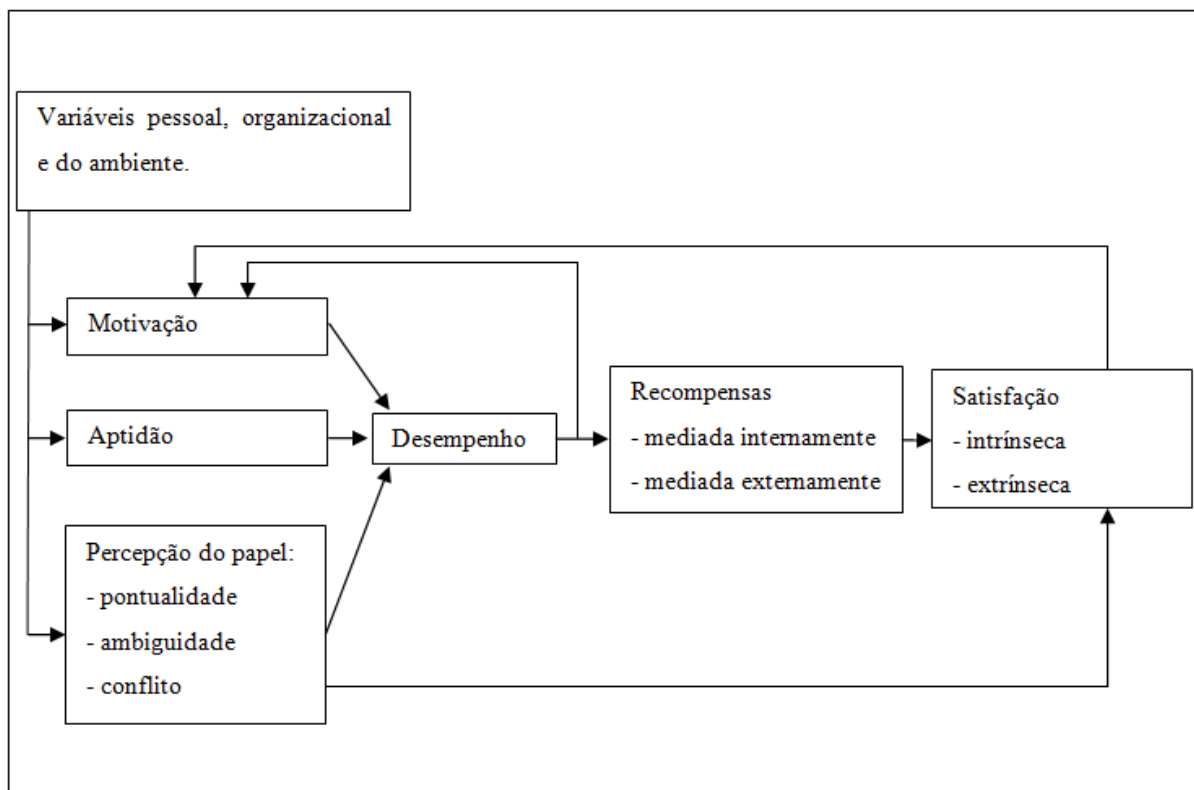 Variáveis pessoal, organizacional
e do ambiente.
Motivação
Aptidão
Percepção do papel:
- pontualidade
- ambiguidade
- conflito
Desempenho
Recompensas
- mediada internamente
- mediada externamente
Satisfação
- intrínseca
- extrínseca